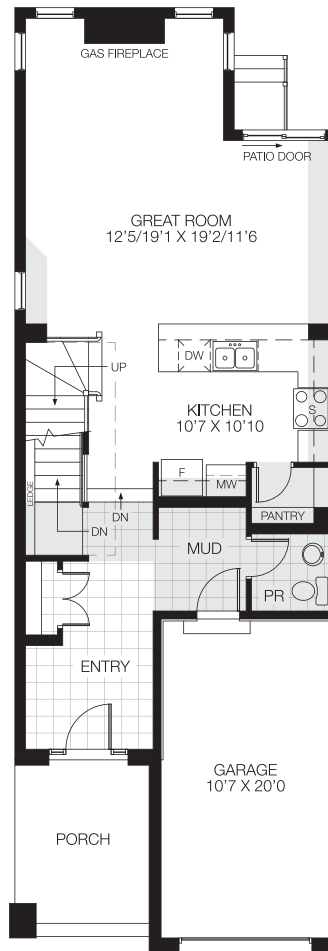 GAS FIREPLACE
PATIO DOOR
GREAT ROOM
12'5/19'1 X 19'2/11'6
DW
UP
KITCHEN
10'7 X 10'10
S
F
MW
LEDGE
DN
DN
PANTRY
MUD
PR
ENTRY
GARAGE
10'7 X 20'0
PORCH